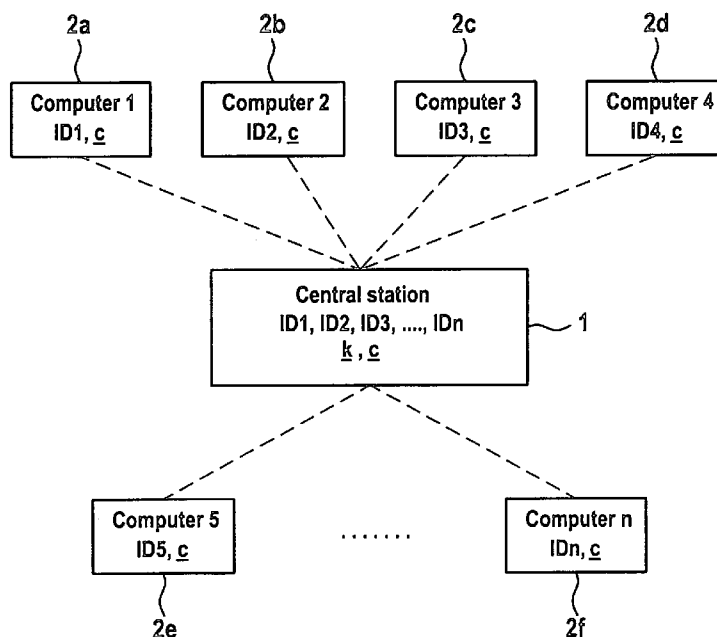 2a 2b 2c 2d
Computer 1
ID1, c
Computer 2
ID2, c
Computer 3
ID3, c
Computer 4
ID4, c
Central station
ID1, ID2, ID3, ...., IDn
k , c
1
Computer 5
ID5, c
.......
Computer n
IDn, c
2e 2f